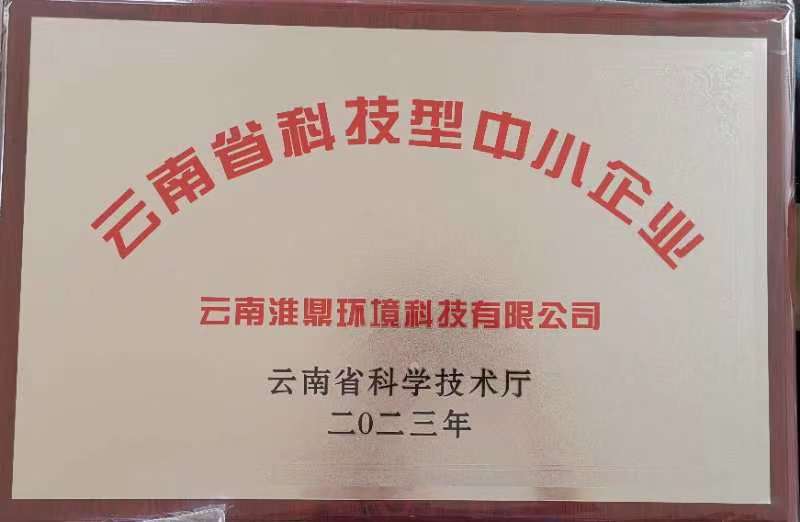 云南省科技型中小企业
云南淮鼎环境科技有限公司
云南省科学技术厅
二0二三年